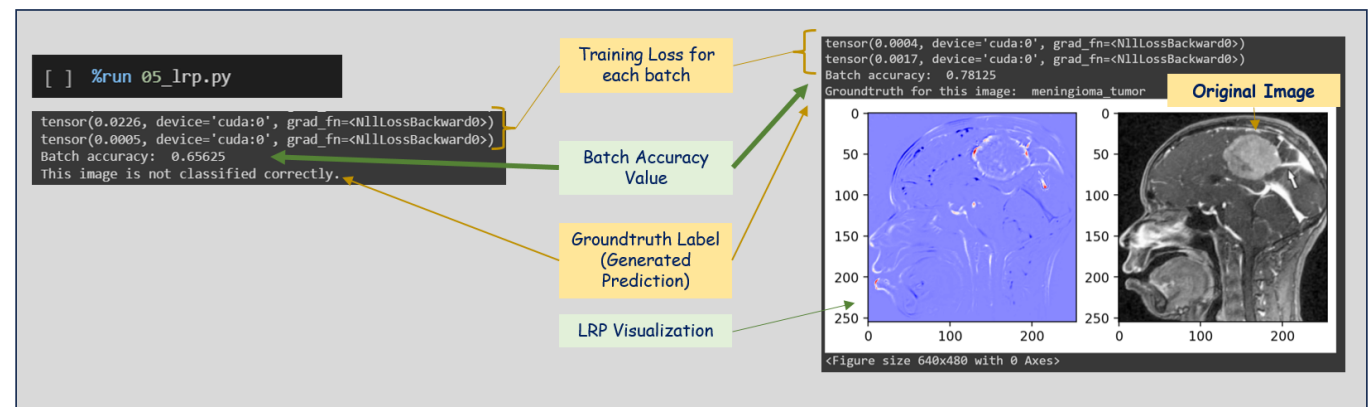 [ ] %run 05_lrp.py
tensor(0.0226, device='cuda:0', grad_fn=<NllLossBackward0>)
tensor(0.0005, device='cuda:0', grad_fn=<NllLossBackward0>)
Batch accuracy: 0.65625
This image is not classified correctly.
Training Loss for
each batch
Batch Accuracy
Value
Groundtruth Label
(Generated
Prediction)
LRP Visualization
tensor(0.0004, device='cuda:0', grad_fn=<NllLossBackward0>)
tensor(0.0017, device='cuda:0', grad_fn=<NllLossBackward0>)
Batch accuracy: 0.78125
Groundtruth for this image: meningioma_tumor
Original Image
0
50
100
150
200
250
0 100 200
0
50
100
150
200
250
0 100 200
<Figure size 640x480 with 0 Axes>